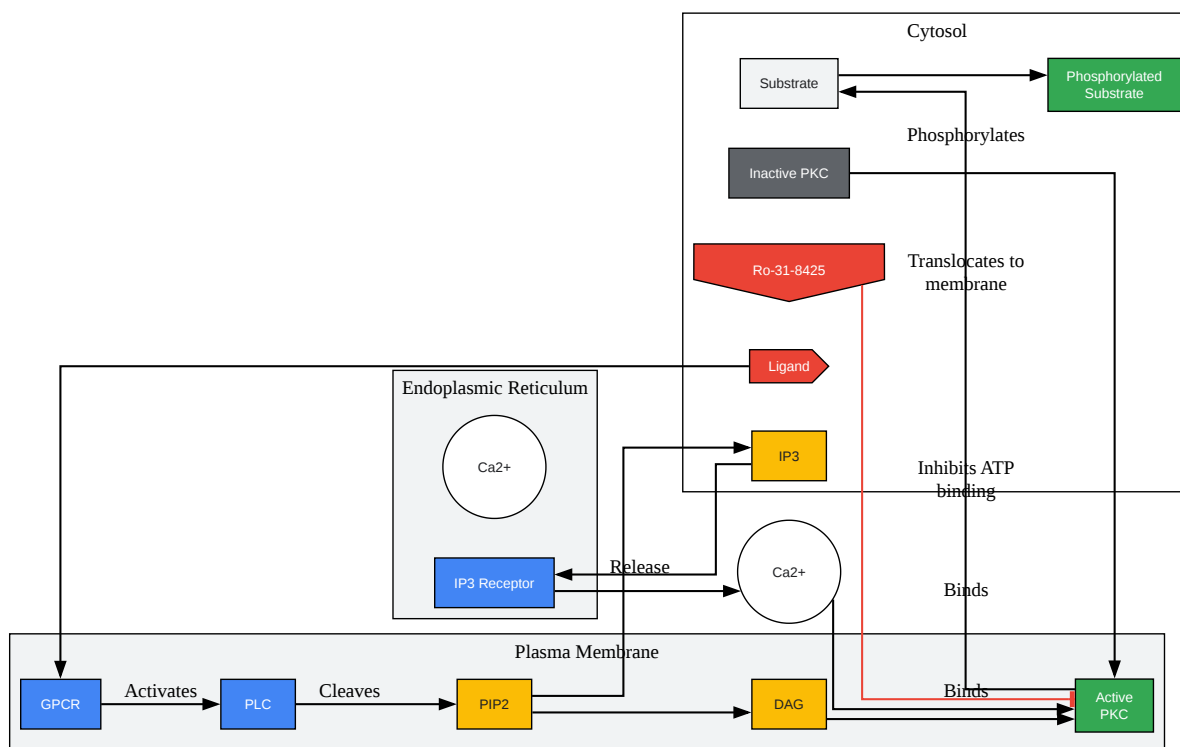 Cytosol
Substrate
Phosphorylated
Substrate
Phosphorylates
Inactive PKC
Ro-31-8425
Translocates to
membrane
Ligand
Endoplasmic Reticulum
Ca2+
IP3
Inhibits ATP
binding
IP3 Receptor
Release
Ca2+
Binds
Plasma Membrane
GPCR
Activates
PLC
Cleaves
PIP2
DAG
Binds
Active
PKC